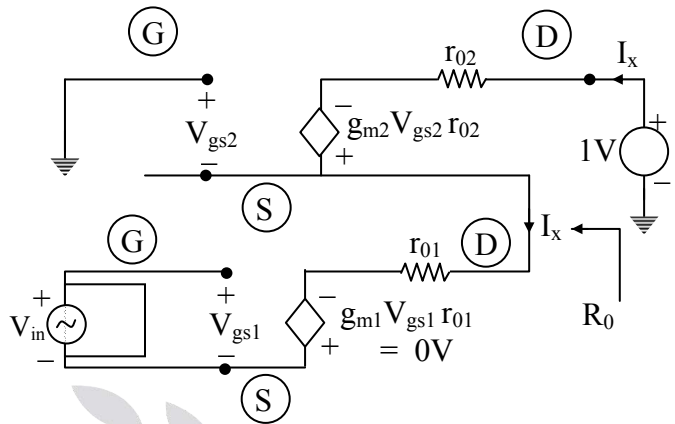 G
D
r02
Ix
+
Vgs2
−
−
gm2Vgs2 r02
+
+
1V
−
S
G
D
r01
Ix
+
Vin
−
+
Vgs1
−
−
gm1Vgs1 r01
+
= 0V
R0
S